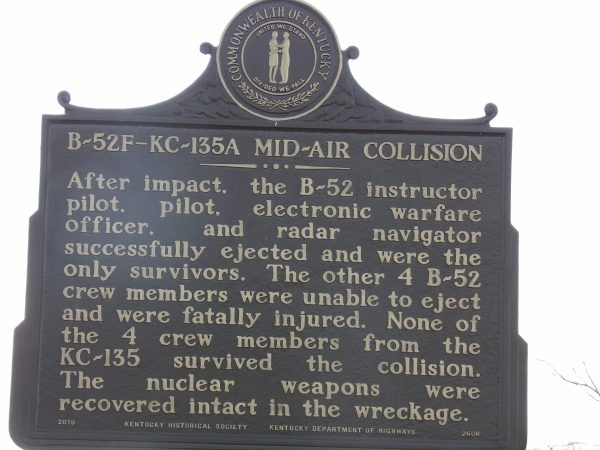 COMMONWEALTH OF KENTUCKY
UNITED WE STAND
DIVIDED WE FALL
B-52F-KC-135A MID-AIR COLLISION
After impact, the B-52 instructor
pilot, pilot, electronic warfare
officer, and radar navigator
successfully ejected and were the
only survivors. The other 4 B-52
crew members were unable to eject
and were fatally injured. None of
the 4 crew members from the
KC-135 survived the collision.
The nuclear weapons were
recovered intact in the wreckage.
2019 KENTUCKY HISTORICAL SOCIETY KENTUCKY DEPARTMENT OF HIGHWAYS 2606